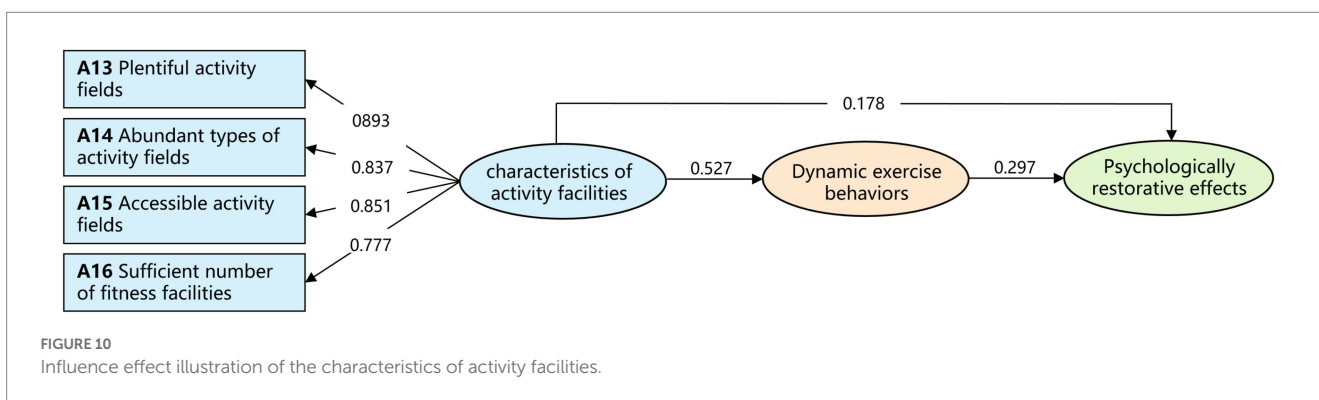 A13 Plentiful activity
fields
A14 Abundant types of
activity fields
A15 Accessible activity
fields
A16 Sufficient number
of fitness facilities
0893
0.837
0.851
0.777
characteristics of
activity facilities
0.527
0.178
Dynamic exercise
behaviors
0.297
Psychologically
restorative effects
FIGURE 10
Influence effect illustration of the characteristics of activity facilities.